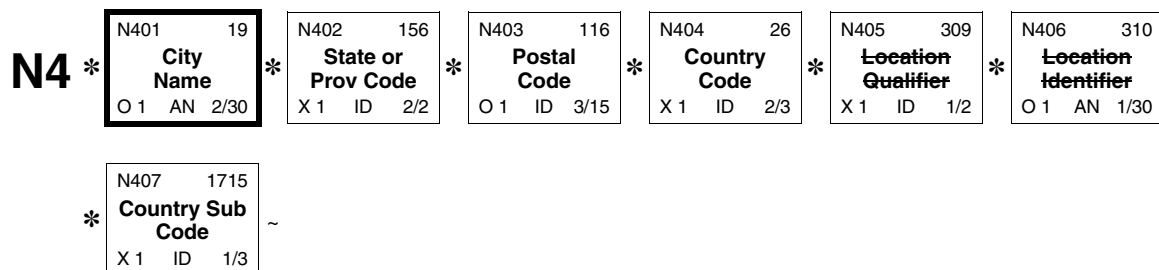 N401 19 N402 156 N403 116 N404 26 N405 309 N406 310
City State or Postal Country Location Location
N4 * Name * Prov Code * Code * Code * Qualifier * Identifier
O 1 AN 2/30 X 1 ID 2/2 O 1 ID 3/15 X 1 ID 2/3 X 1 ID 1/2 O 1 AN 1/30
N407 1715
* Country Sub ~
Code
X 1 ID 1/3